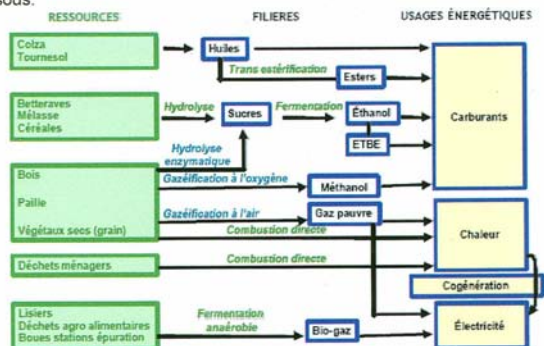 sous:
RESSOURCES FILIERES USAGES ÉNERGÉTIQUES
Colza
Tournesol
Huiles
Trans estérification
Esters
Betteraves
Mélasse
Céréales
Hydrolyse
Sucres
Fermentation
Éthanol
ETBE
Carburants
Hydrolyse
enzymatique
Bois
Paille
Végétaux secs (grain)
Gazéification à l'oxygène
Méthanol
Gazéification à l'air
Gaz pauvre
Combustion directe
Chaleur
Déchets ménagers
Combustion directe
Cogénération
Lisiers
Déchets agro alimentaires
Boues stations épuration
Fermentation
anaérobie
Bio-gaz
Électricité